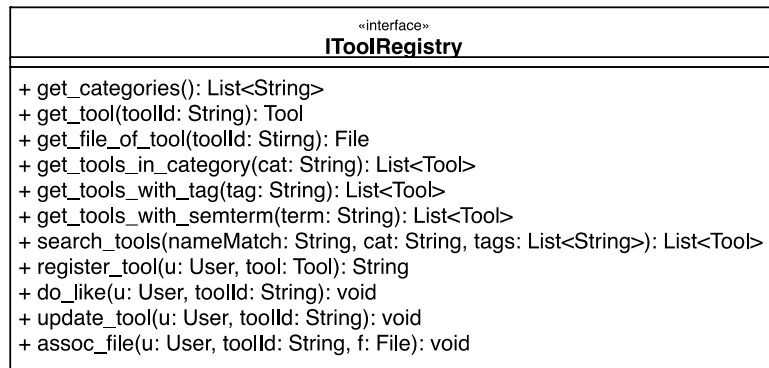 «interface»
IToolRegistry
+ get_categories(): List<String>
+ get_tool(toolId: String): Tool
+ get_file_of_tool(toolId: Stirng): File
+ get_tools_in_category(cat: String): List<Tool>
+ get_tools_with_tag(tag: String): List<Tool>
+ get_tools_with_semterm(term: String): List<Tool>
+ search_tools(nameMatch: String, cat: String, tags: List<String>): List<Tool>
+ register_tool(u: User, tool: Tool): String
+ do_like(u: User, toolId: String): void
+ update_tool(u: User, toolId: String): void
+ assoc_file(u: User, toolId: String, f: File): void